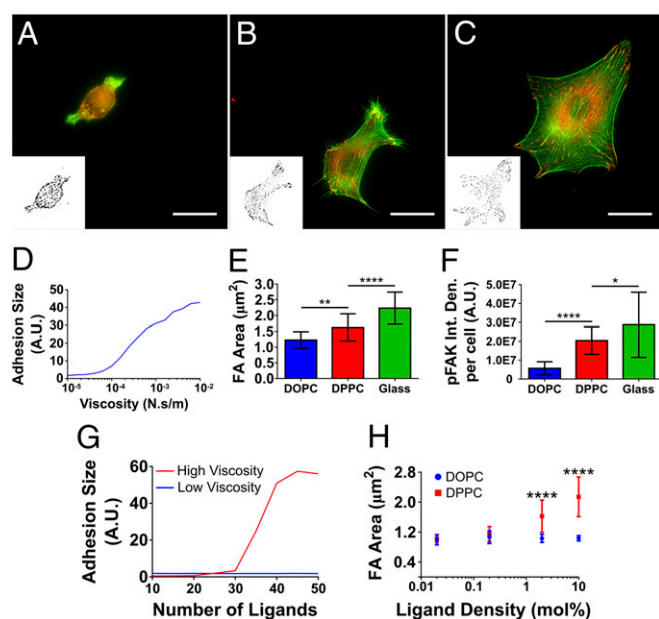 A
B
C
D
Adhesion Size
(A.U.)
60
40
20
0
10⁻⁵
10⁻⁴
10⁻³
10⁻²
Viscosity (N.s/m)
E
FA Area (μm²)
3.0
2.5
2.0
1.5
1.0
0.5
0.0
**
****
DOPC
DPPC
Glass
F
pFAK Int. Den.
per cell (A.U.)
5.0E7
4.0E7
3.0E7
2.0E7
1.0E7
0
****
*
DOPC
DPPC
Glass
G
Adhesion Size
(A.U.)
60
40
20
0
High Viscosity
Low Viscosity
10
20
30
40
50
Number of Ligands
H
FA Area (μm²)
2.8
2.0
1.2
0.4
DOPC
DPPC
****
****
0.01
0.1
1
10
Ligand Density (mol%)